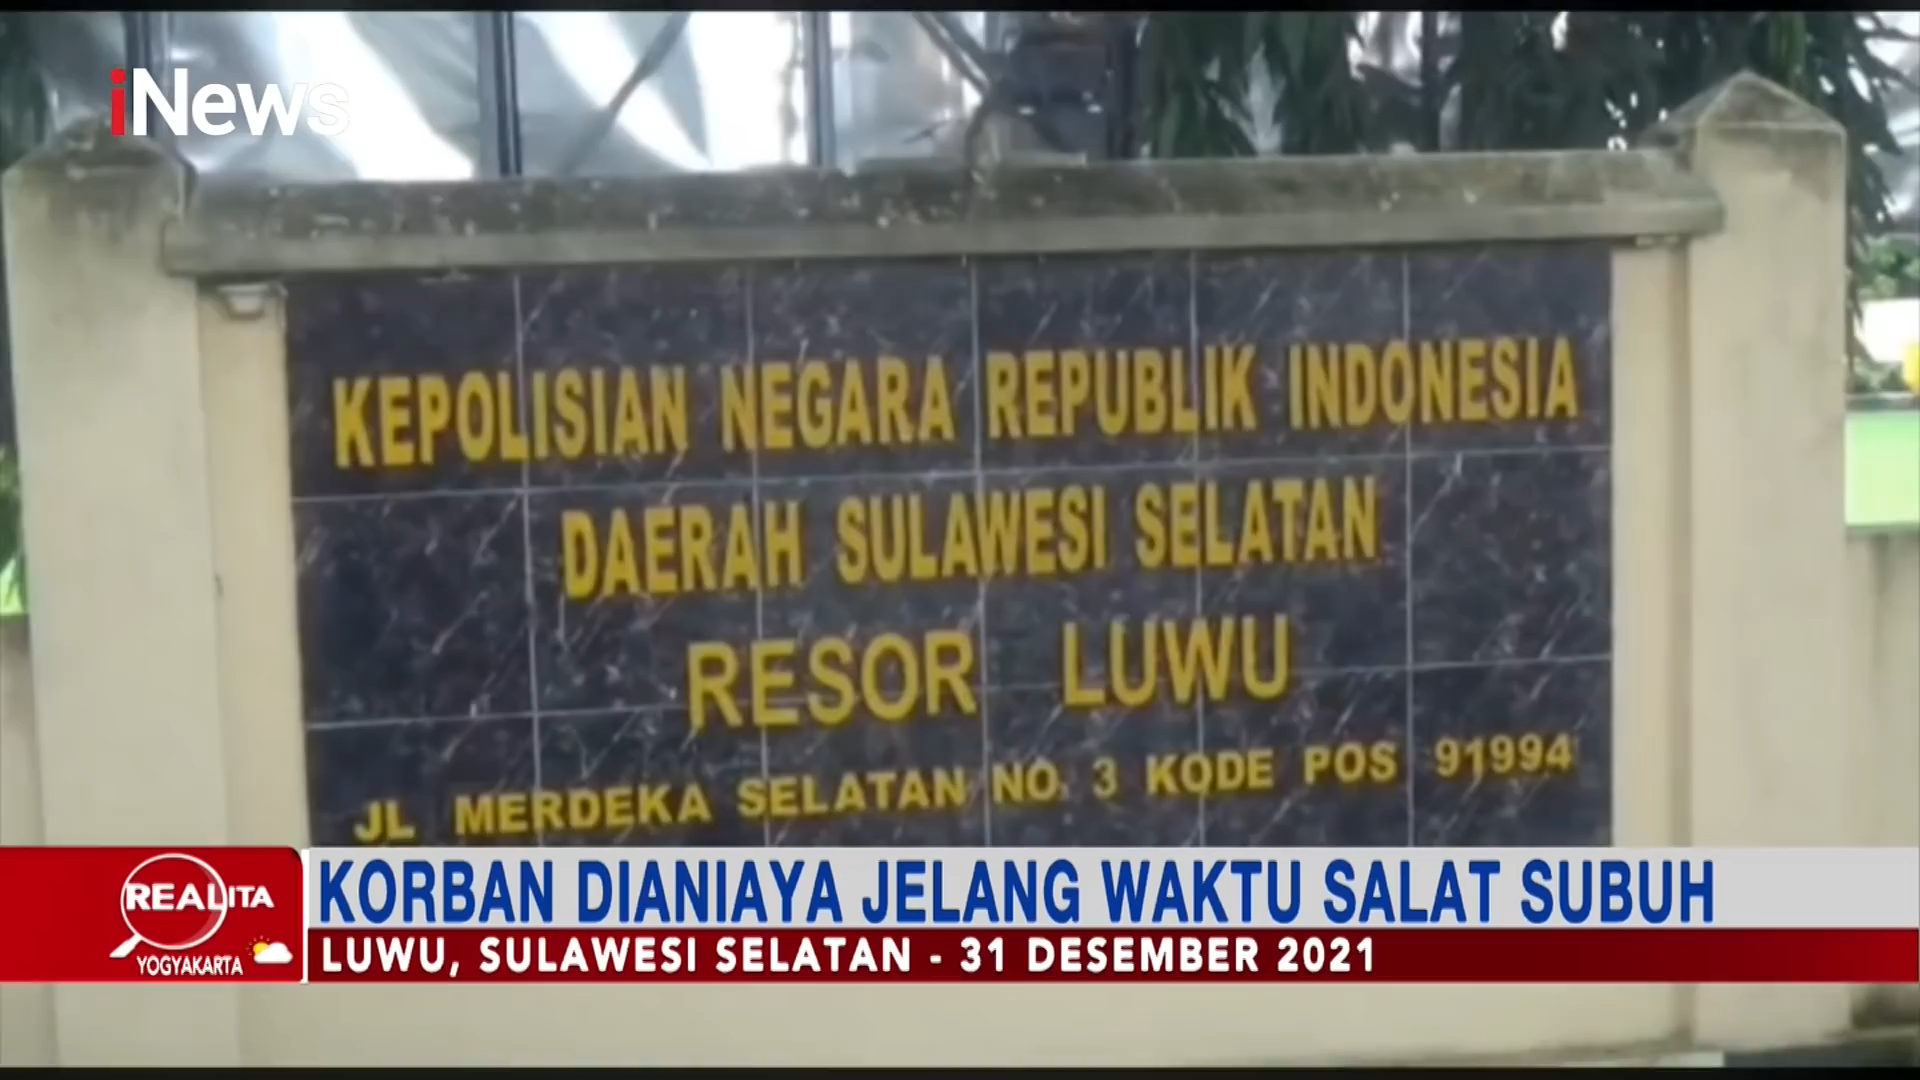 iNews
KEPOLISIAN NEGARA REPUBLIK INDONESIA
DAERAH SULAWESI SELATAN
RESOR LUWU
JL MERDEKA SELATAN NO. 3 KODE POS 91994
REALITA
YOGYAKARTA
KORBAN DIANIAYA JELANG WAKTU SALAT SUBUH
LUWU, SULAWESI SELATAN - 31 DESEMBER 2021